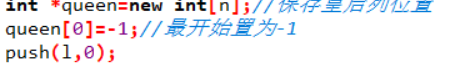 int *queen=new int[n];//保存皇后列位置
queen[0]=-1;//最开始置为-1
push(l,0);